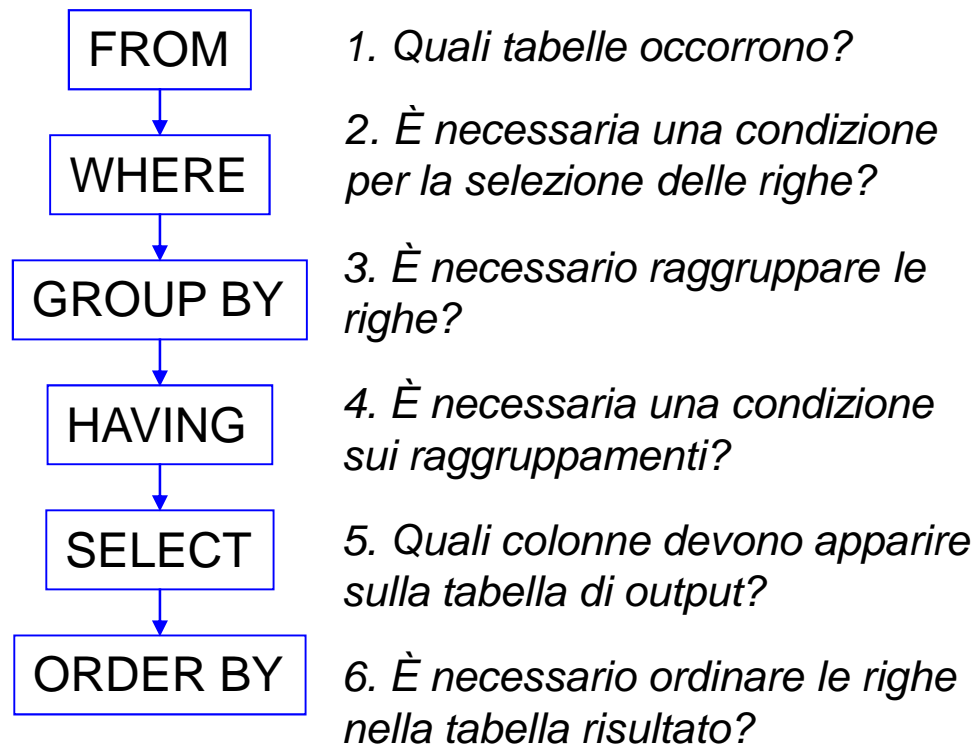 FROM
1. Quali tabelle occorrono?
WHERE
2. È necessaria una condizione
per la selezione delle righe?
GROUP BY
3. È necessario raggruppare le
righe?
HAVING
4. È necessaria una condizione
sui raggruppamenti?
SELECT
5. Quali colonne devono apparire
sulla tabella di output?
ORDER BY
6. È necessario ordinare le righe
nella tabella risultato?